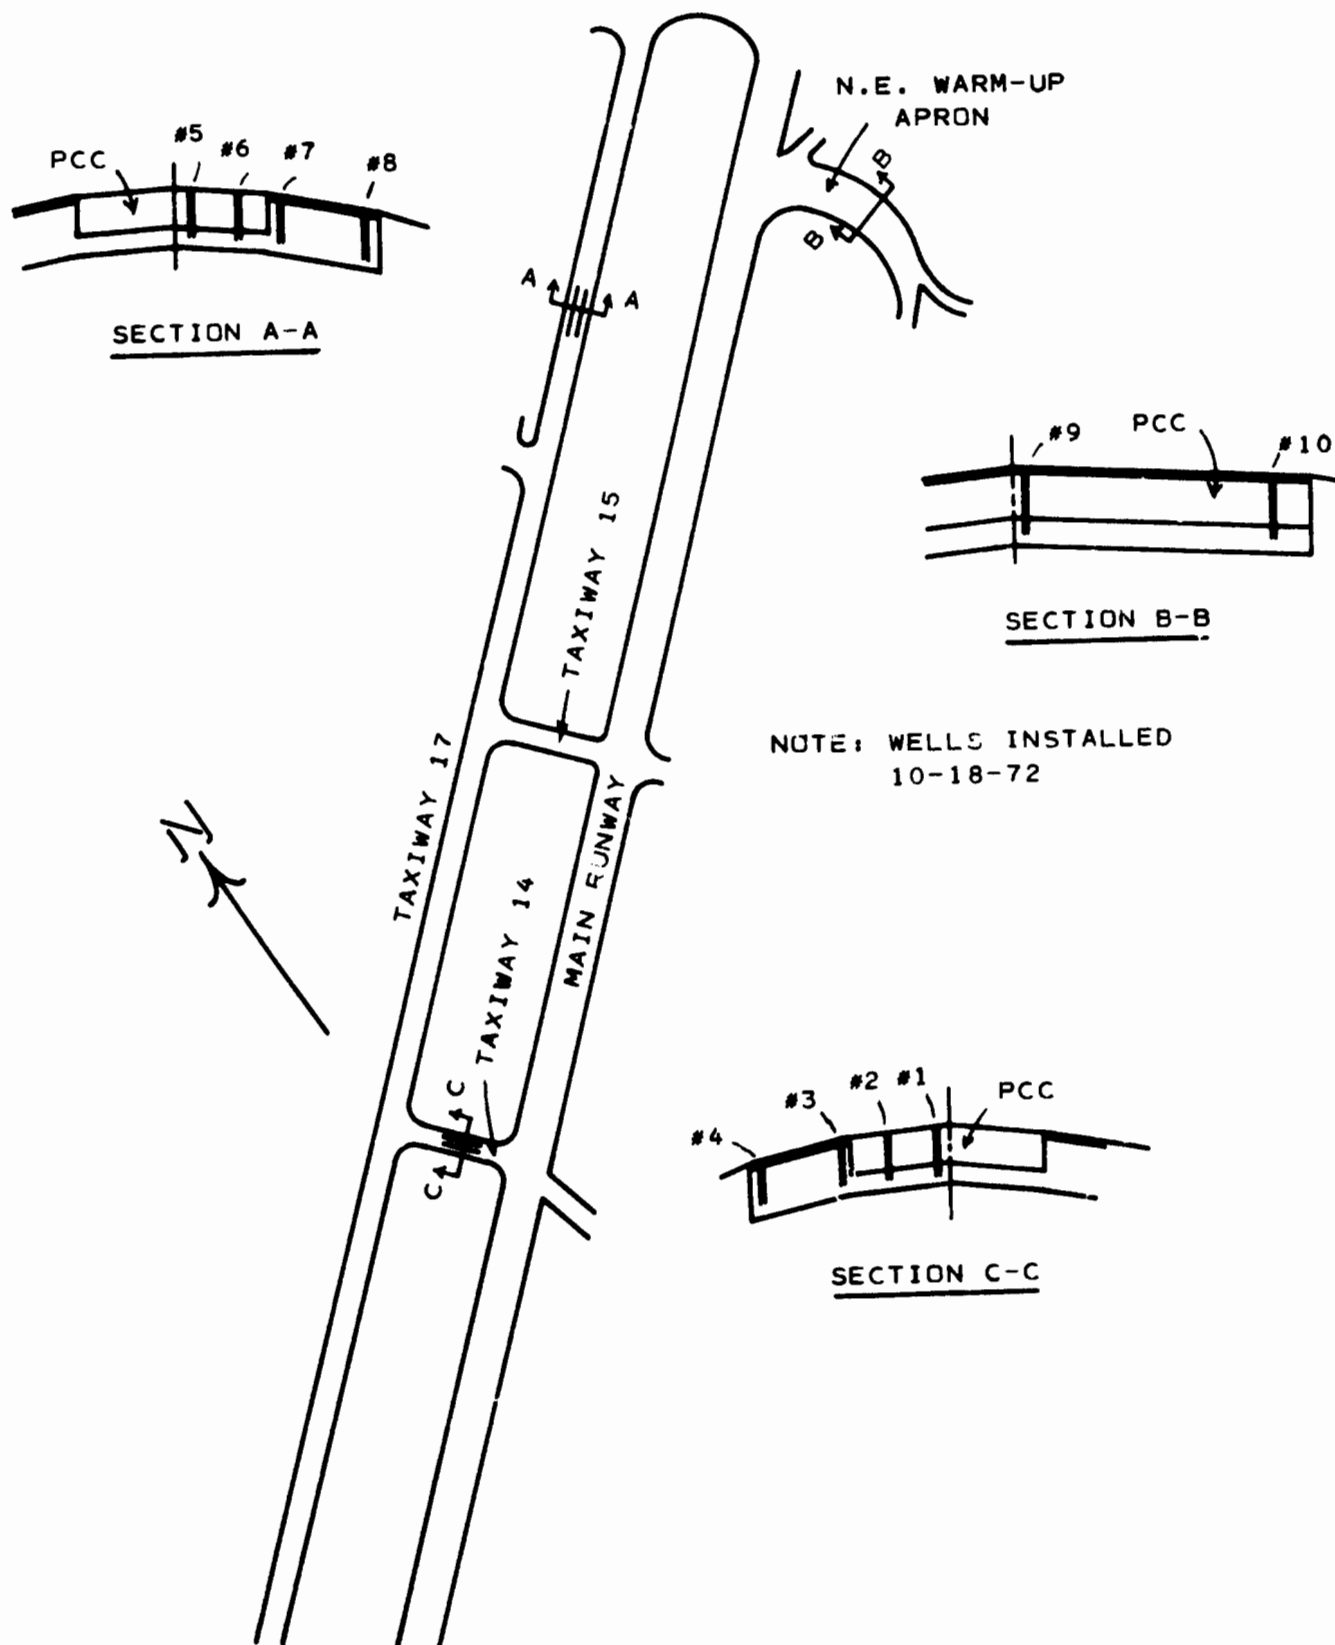 N.E. WARM-UP
APRON
#5
#6
#7
#8
PCC
B
B
A
A
SECTION A-A
#9
PCC
#10
TAXIWAY 15
SECTION B-B
NOTE: WELLS INSTALLED
10-18-72
TAXIWAY 17
MAIN RUNWAY
N
TAXIWAY 14
C
C
#4
#3
#2
#1
PCC
SECTION C-C